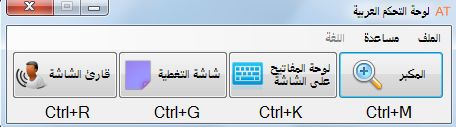 لوحة التحكم العربية AT
الملف مساعدة اللغة
المكبر
لوحة المفاتيح على الشاشة
شاشة التغطية
قارئ الشاشة
Ctrl+M
Ctrl+K
Ctrl+G
Ctrl+R